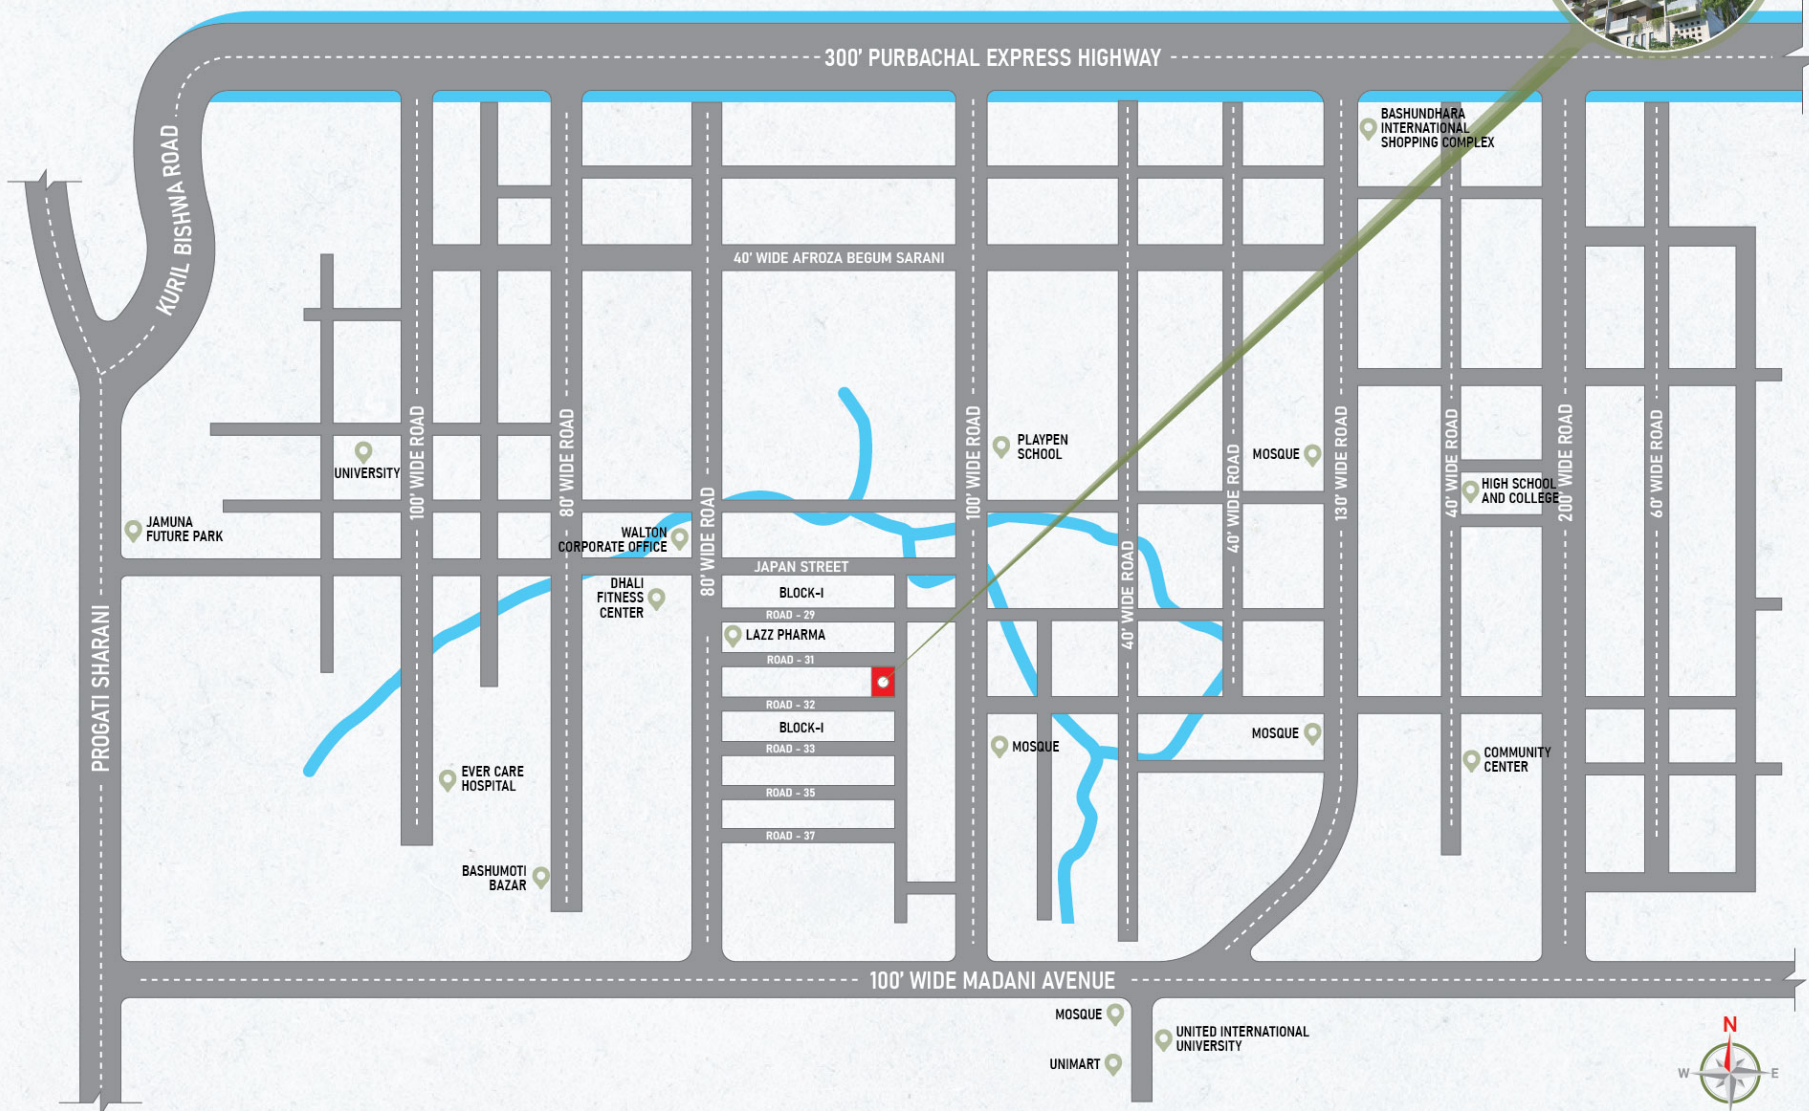 300' PURBACHAL EXPRESS HIGHWAY
BASHUNDHARA
INTERNATIONAL
SHOPPING COMPLEX
KURIL BISHWA ROAD
40' WIDE AFROZA BEGUM SARANI
100' WIDE ROAD
80' WIDE ROAD
80' WIDE ROAD
100' WIDE ROAD
40' WIDE ROAD
40' WIDE ROAD
130' WIDE ROAD
40' WIDE ROAD
200' WIDE ROAD
60' WIDE ROAD
UNIVERSITY
PLAYPEN
SCHOOL
MOSQUE
HIGH SCHOOL
AND COLLEGE
JAMUNA
FUTURE PARK
WALTON
CORPORATE OFFICE
JAPAN STREET
DHALI
FITNESS
CENTER
BLOCK-I
ROAD - 29
LAZZ PHARMA
ROAD - 31
ROAD - 32
BLOCK-I
ROAD - 33
ROAD - 35
ROAD - 37
PROGATI SHARANI
MOSQUE
MOSQUE
COMMUNITY
CENTER
EVER CARE
HOSPITAL
BASHUMOTI
BAZAR
100' WIDE MADANI AVENUE
MOSQUE
UNITED INTERNATIONAL
UNIVERSITY
UNIMART
N
W
E